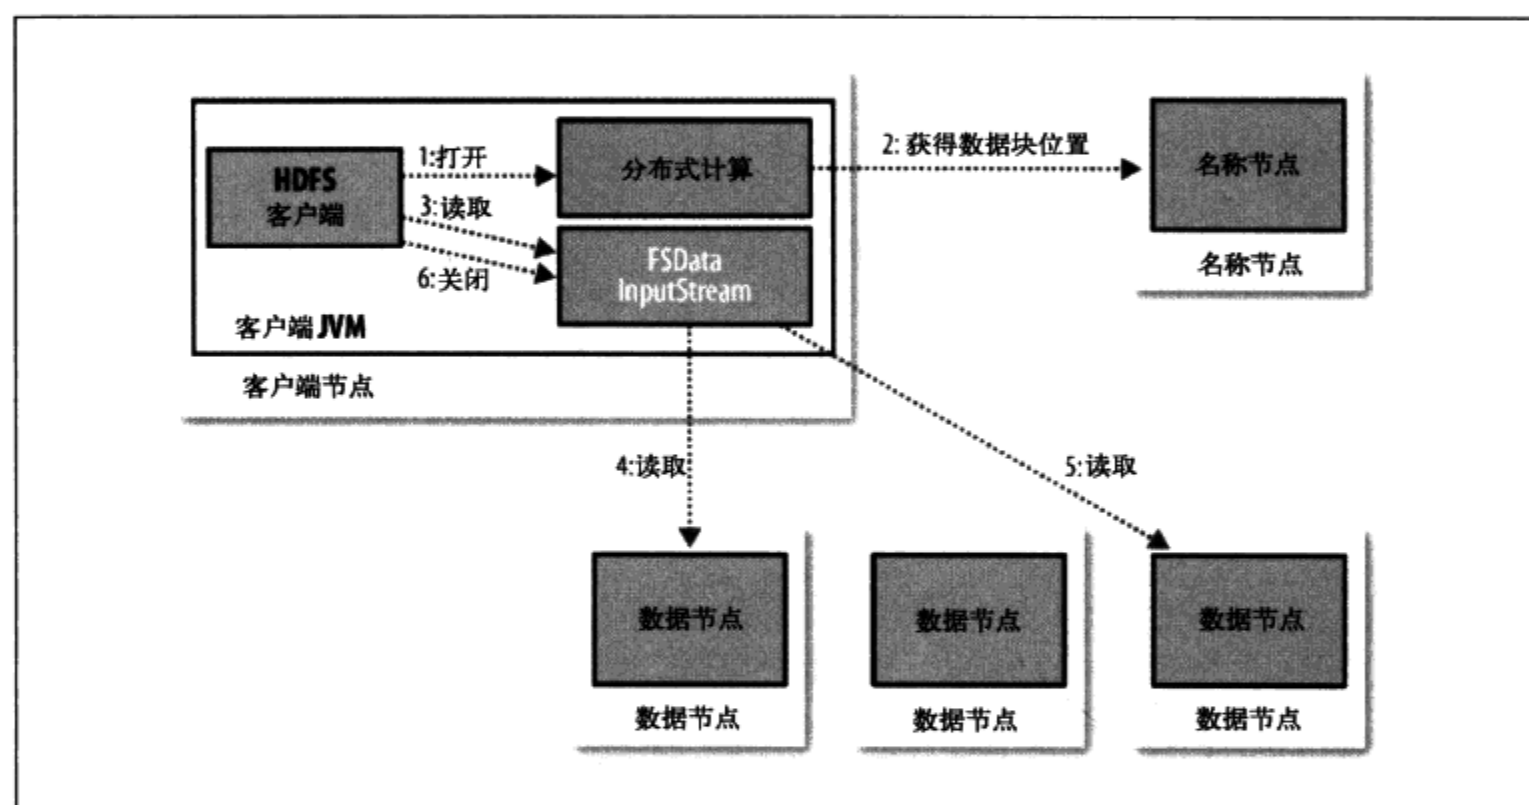 HDFS
客户端
1:打开
3:读取
6:关闭
分布式计算
FSData
InputStream
客户端 JVM
客户端节点
2: 获得数据块位置
名称节点
名称节点
4:读取
5:读取
数据节点
数据节点
数据节点
数据节点
数据节点
数据节点